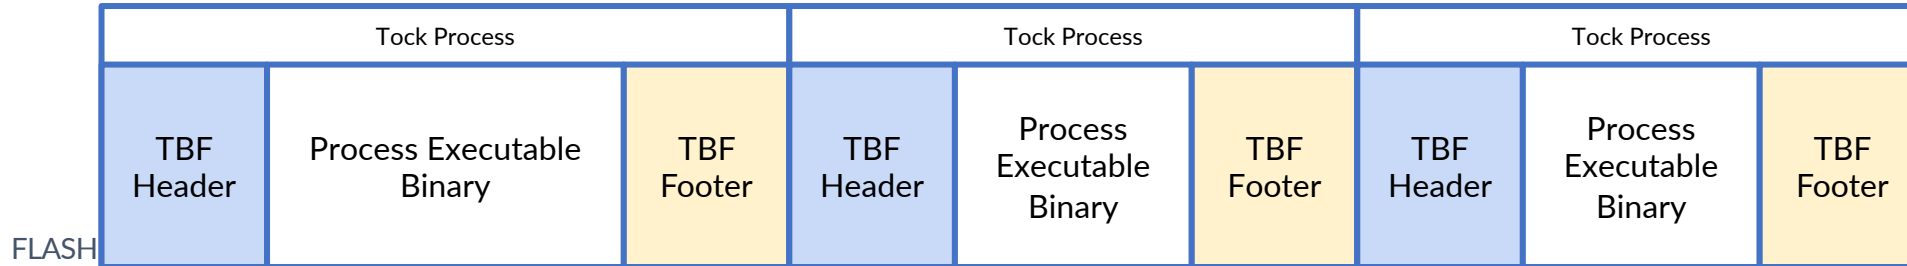 Tock Process
Tock Process
Tock Process
TBF
Header
Process Executable
Binary
TBF
Footer
TBF
Header
Process
Executable
Binary
TBF
Footer
TBF
Header
Process
Executable
Binary
TBF
Footer
FLASH